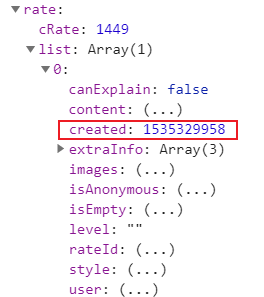 ▼ rate:
cRate: 1449
▼ list: Array(1)
▼ 0:
canExplain: false
content: (...)
created: 1535329958
▶ extraInfo: Array(3)
images: (...)
isAnonymous: (...)
isEmpty: (...)
level: ""
rateId: (...)
style: (...)
user: (...)